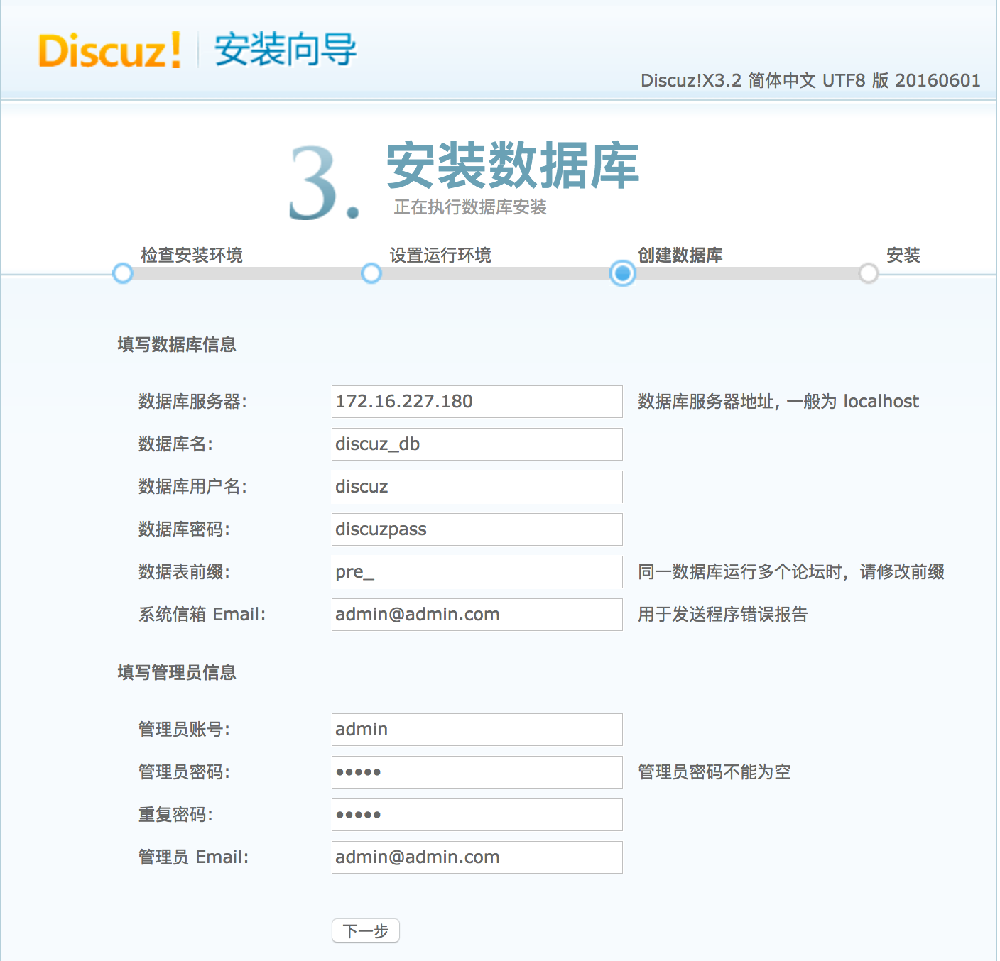 Discuz! 安装向导
Discuz!X3.2 简体中文 UTF8 版 20160601
3. 安装数据库
正在执行数据库安装
检查安装环境 设置运行环境 创建数据库 安装
填写数据库信息
数据库服务器: 172.16.227.180 数据库服务器地址, 一般为 localhost
数据库名: discuz_db
数据库用户名: discuz
数据库密码: discuzpass
数据表前缀: pre_ 同一数据库运行多个论坛时，请修改前缀
系统信箱 Email: admin@admin.com 用于发送程序错误报告
填写管理员信息
管理员账号: admin
管理员密码: ••••• 管理员密码不能为空
重复密码: •••••
管理员 Email: admin@admin.com
下一步